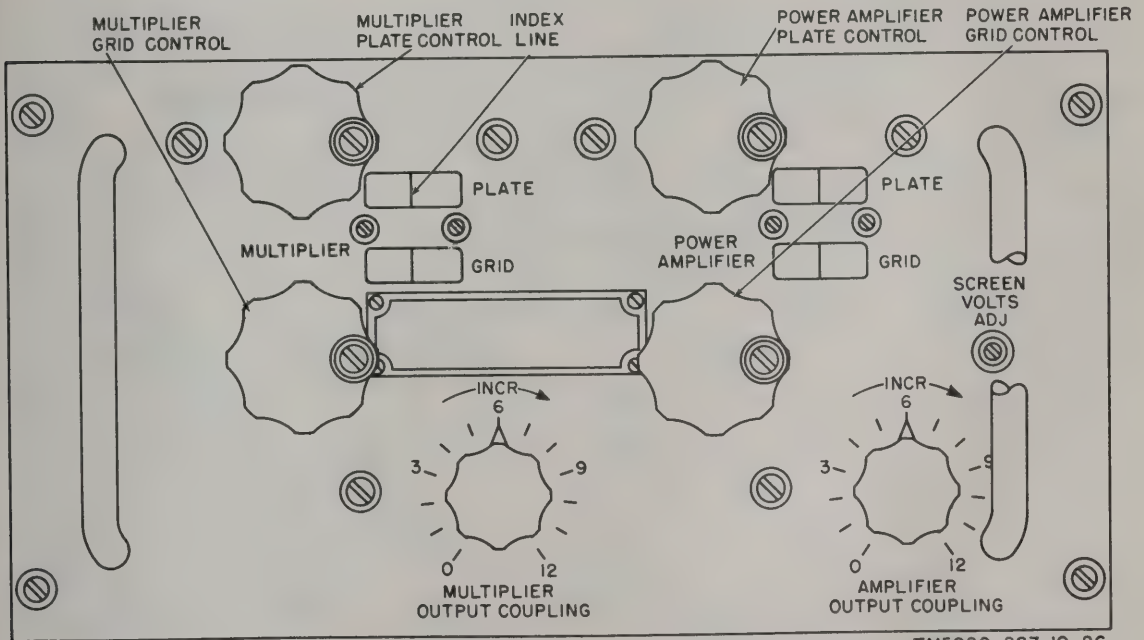 MULTIPLIER
GRID CONTROL
MULTIPLIER
PLATE CONTROL
INDEX
LINE
POWER AMPLIFIER
PLATE CONTROL
POWER AMPLIFIER
GRID CONTROL
PLATE
PLATE
MULTIPLIER
GRID
POWER
AMPLIFIER
GRID
SCREEN
VOLTS
ADJ
INCR
6
3
9
0
12
MULTIPLIER
OUTPUT COUPLING
INCR
6
3
9
0
12
AMPLIFIER
OUTPUT COUPLING